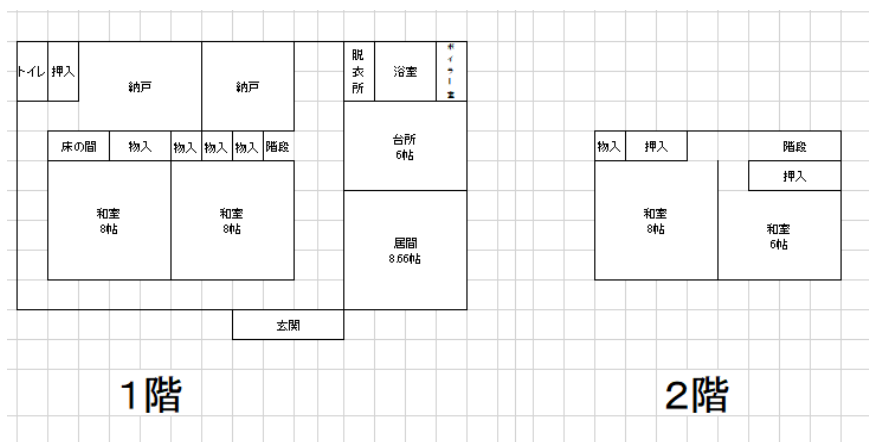 トイレ
押入
納戸
納戸
脱衣所
浴室
ボイラー室
床の間
物入
物入
物入
物入
階段
台所
6帖
和室
8帖
和室
8帖
居間
8.66帖
玄関
1階
物入
押入
階段
押入
和室
8帖
和室
6帖
2階